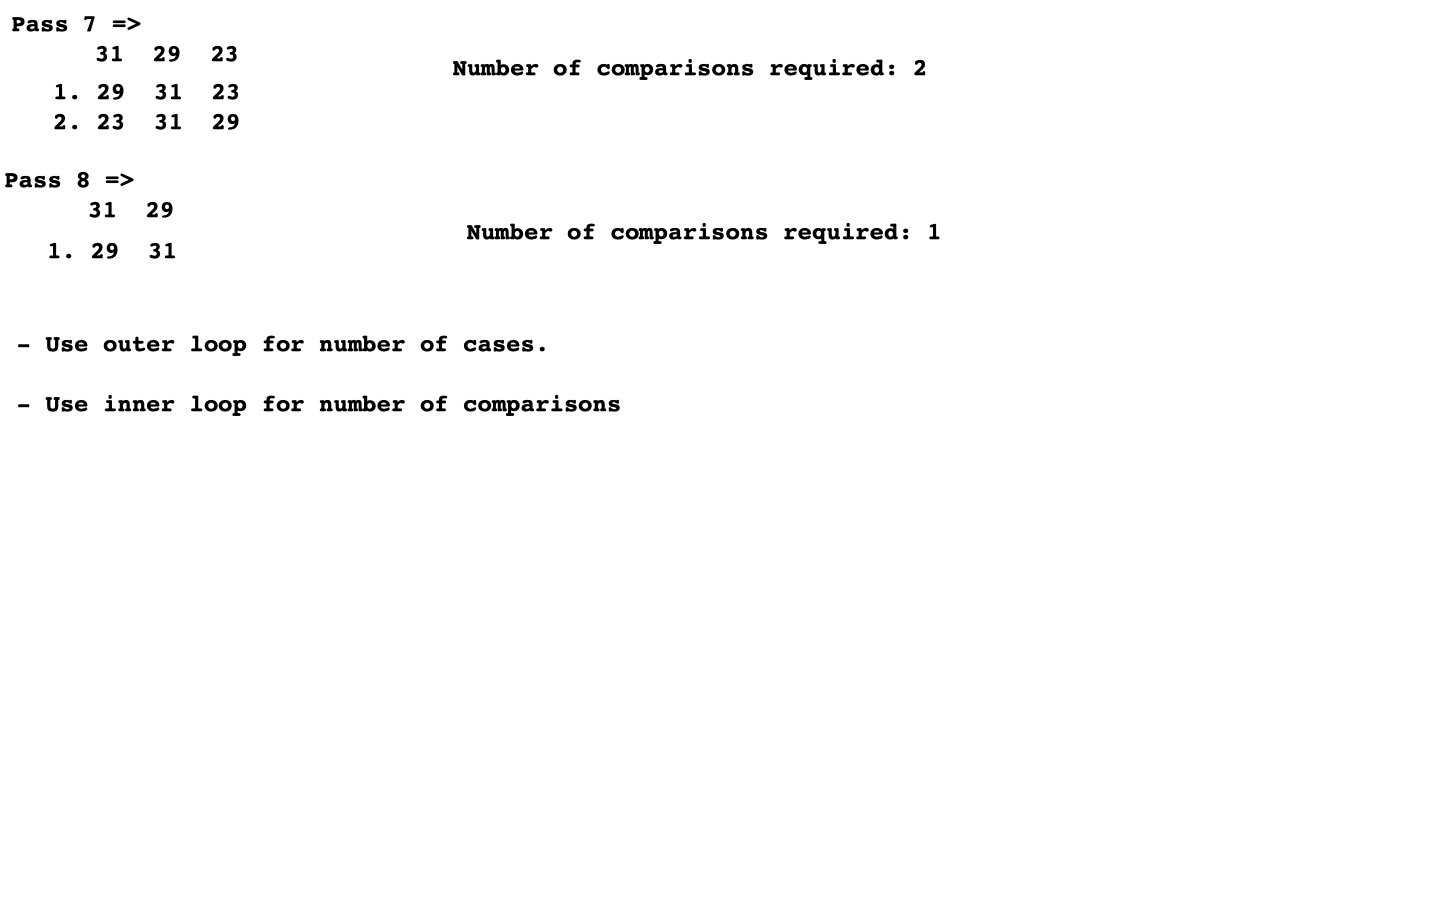 Pass 7 =>
31 29 23
Number of comparisons required: 2
1. 29 31 23
2. 23 31 29
Pass 8 =>
31 29
Number of comparisons required: 1
1. 29 31
- Use outer loop for number of cases.
- Use inner loop for number of comparisons